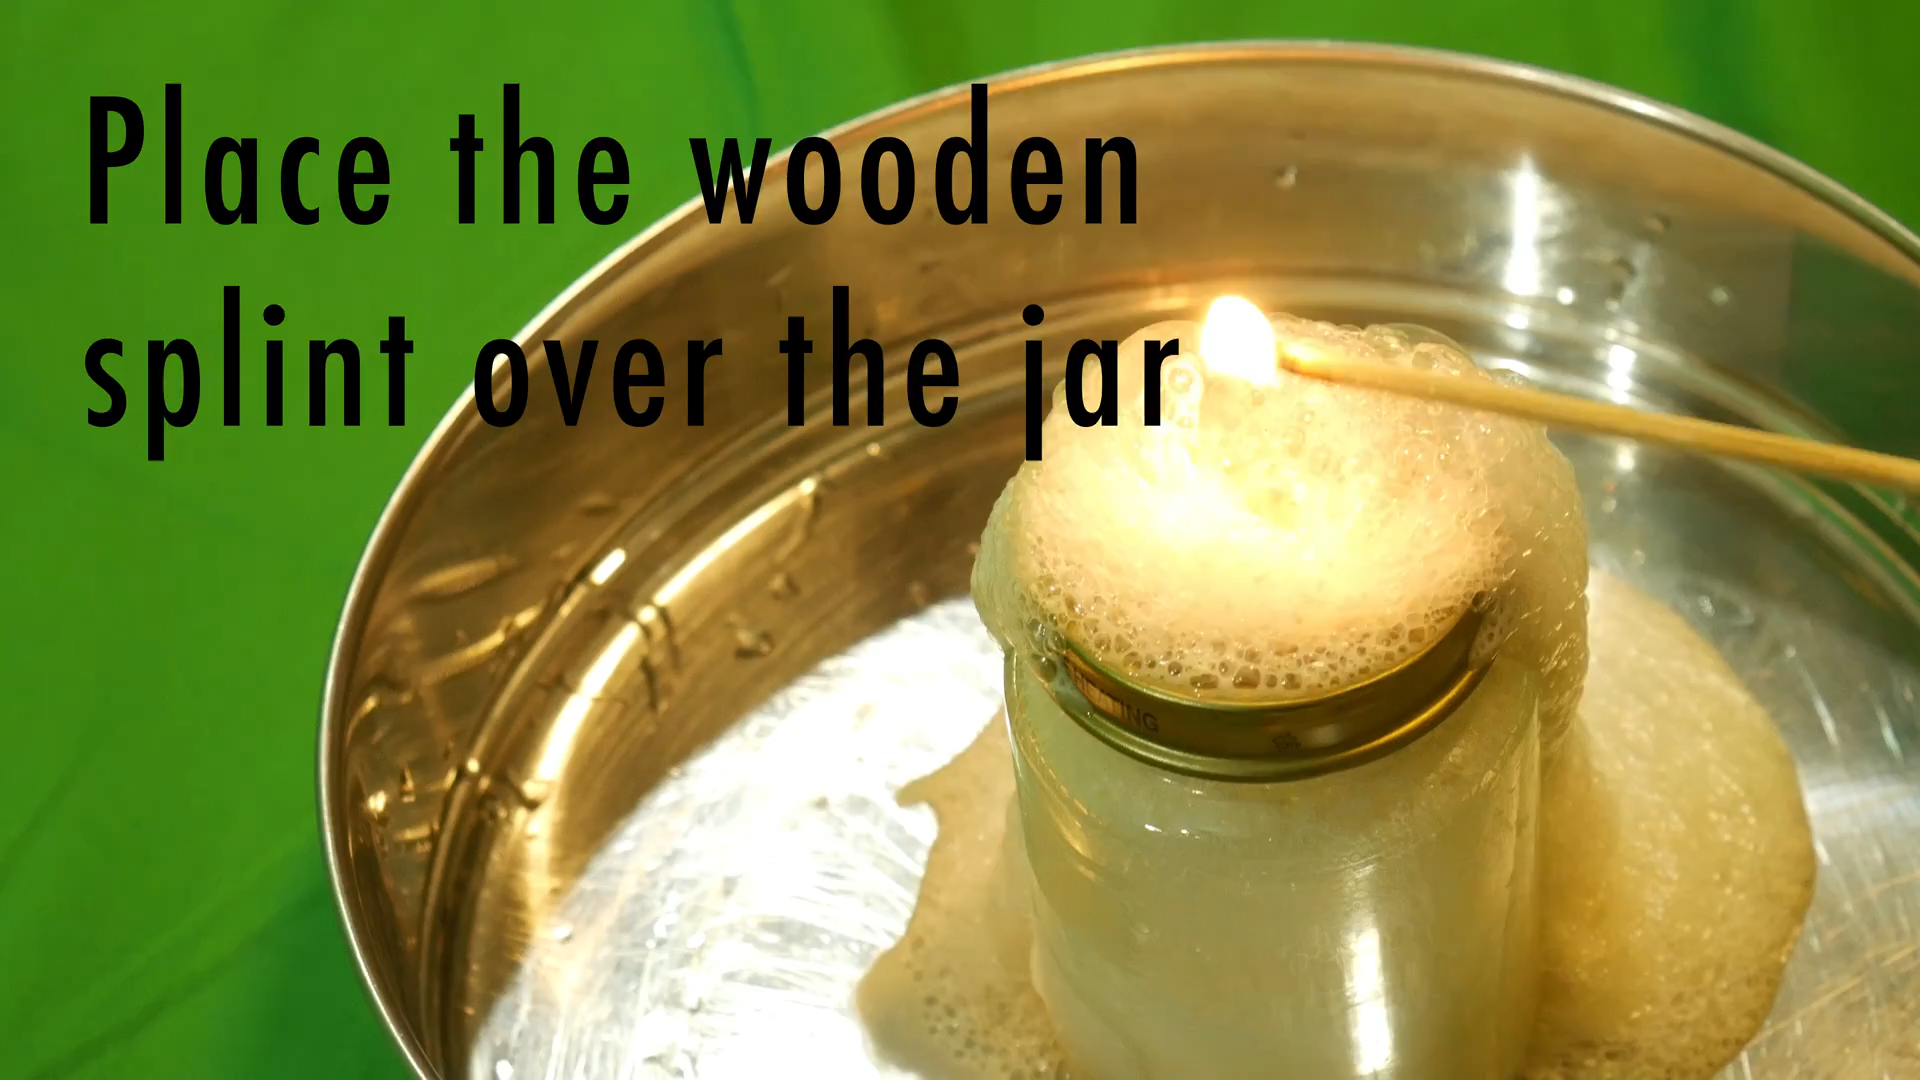 Place the wooden
splint over the jar